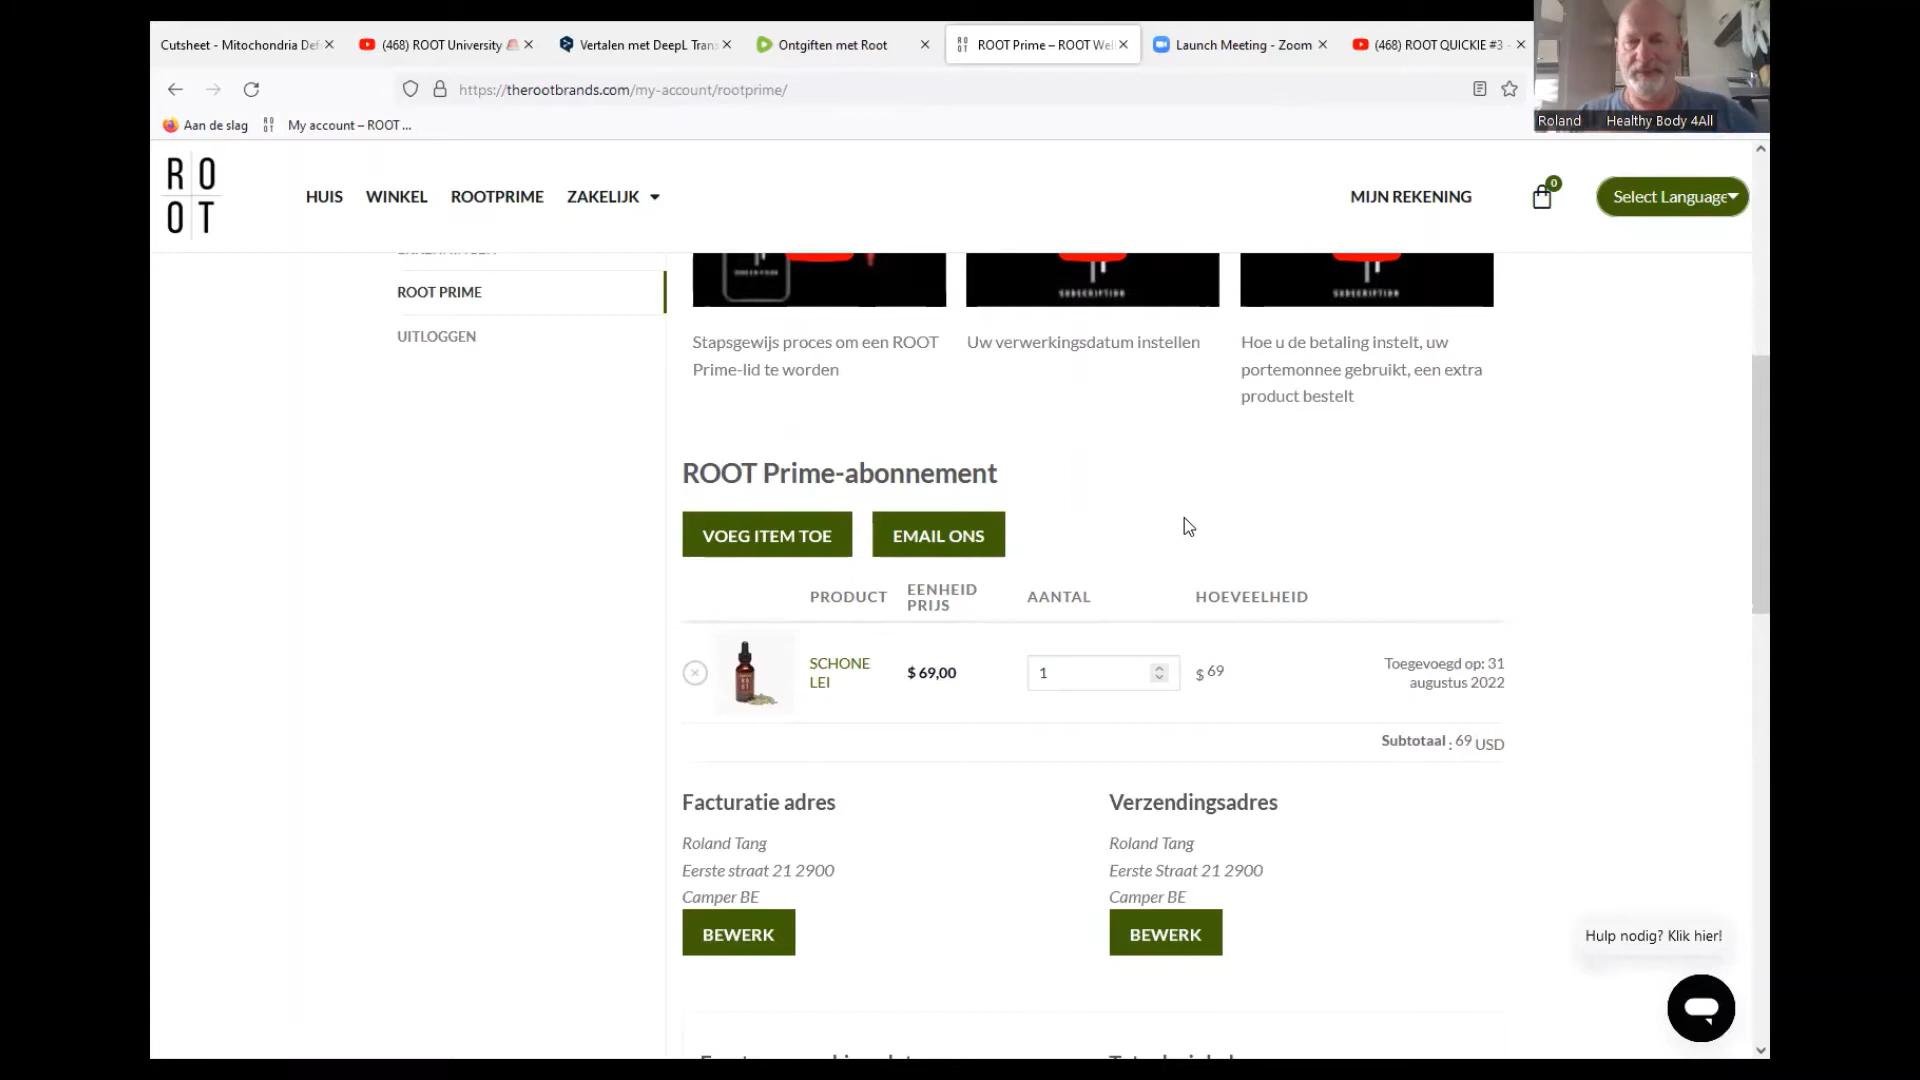 Cutsheet - Mitochondria Def
(468) ROOT University
Vertalen met DeepL Tran
Ontgiften met Root
ROOT Prime – ROOT Wel
Launch Meeting - Zoom
(468) ROOT QUICKIE #3 -
https://therootbrands.com/my-account/rootprime/
Roland Healthy Body 4All
Aan de slag
My account – ROOT ...
R O
O T
HUIS
WINKEL
ROOTPRIME
ZAKELIJK
MIJN REKENING
0
Select Language
ROOT PRIME
UITLOGGEN
SUBSCRIPTION
SUBSCRIPTION
Stapsgewijs proces om een ROOT
Prime-lid te worden
Uw verwerkingsdatum instellen
Hoe u de betaling instelt, uw
portemonnee gebruikt, een extra
product bestelt
ROOT Prime-abonnement
VOEG ITEM TOE
EMAIL ONS
PRODUCT
EENHEID
PRIJS
AANTAL
HOEVEELHEID
SCHONE
LEI
$ 69,00
1
$ 69
Toegevoegd op: 31
augustus 2022
Subtotaal : 69 USD
Facturatie adres
Roland Tang
Eerste straat 21 2900
Camper BE
BEWERK
Verzendingsadres
Roland Tang
Eerste Straat 21 2900
Camper BE
BEWERK
Hulp nodig? Klik hier!